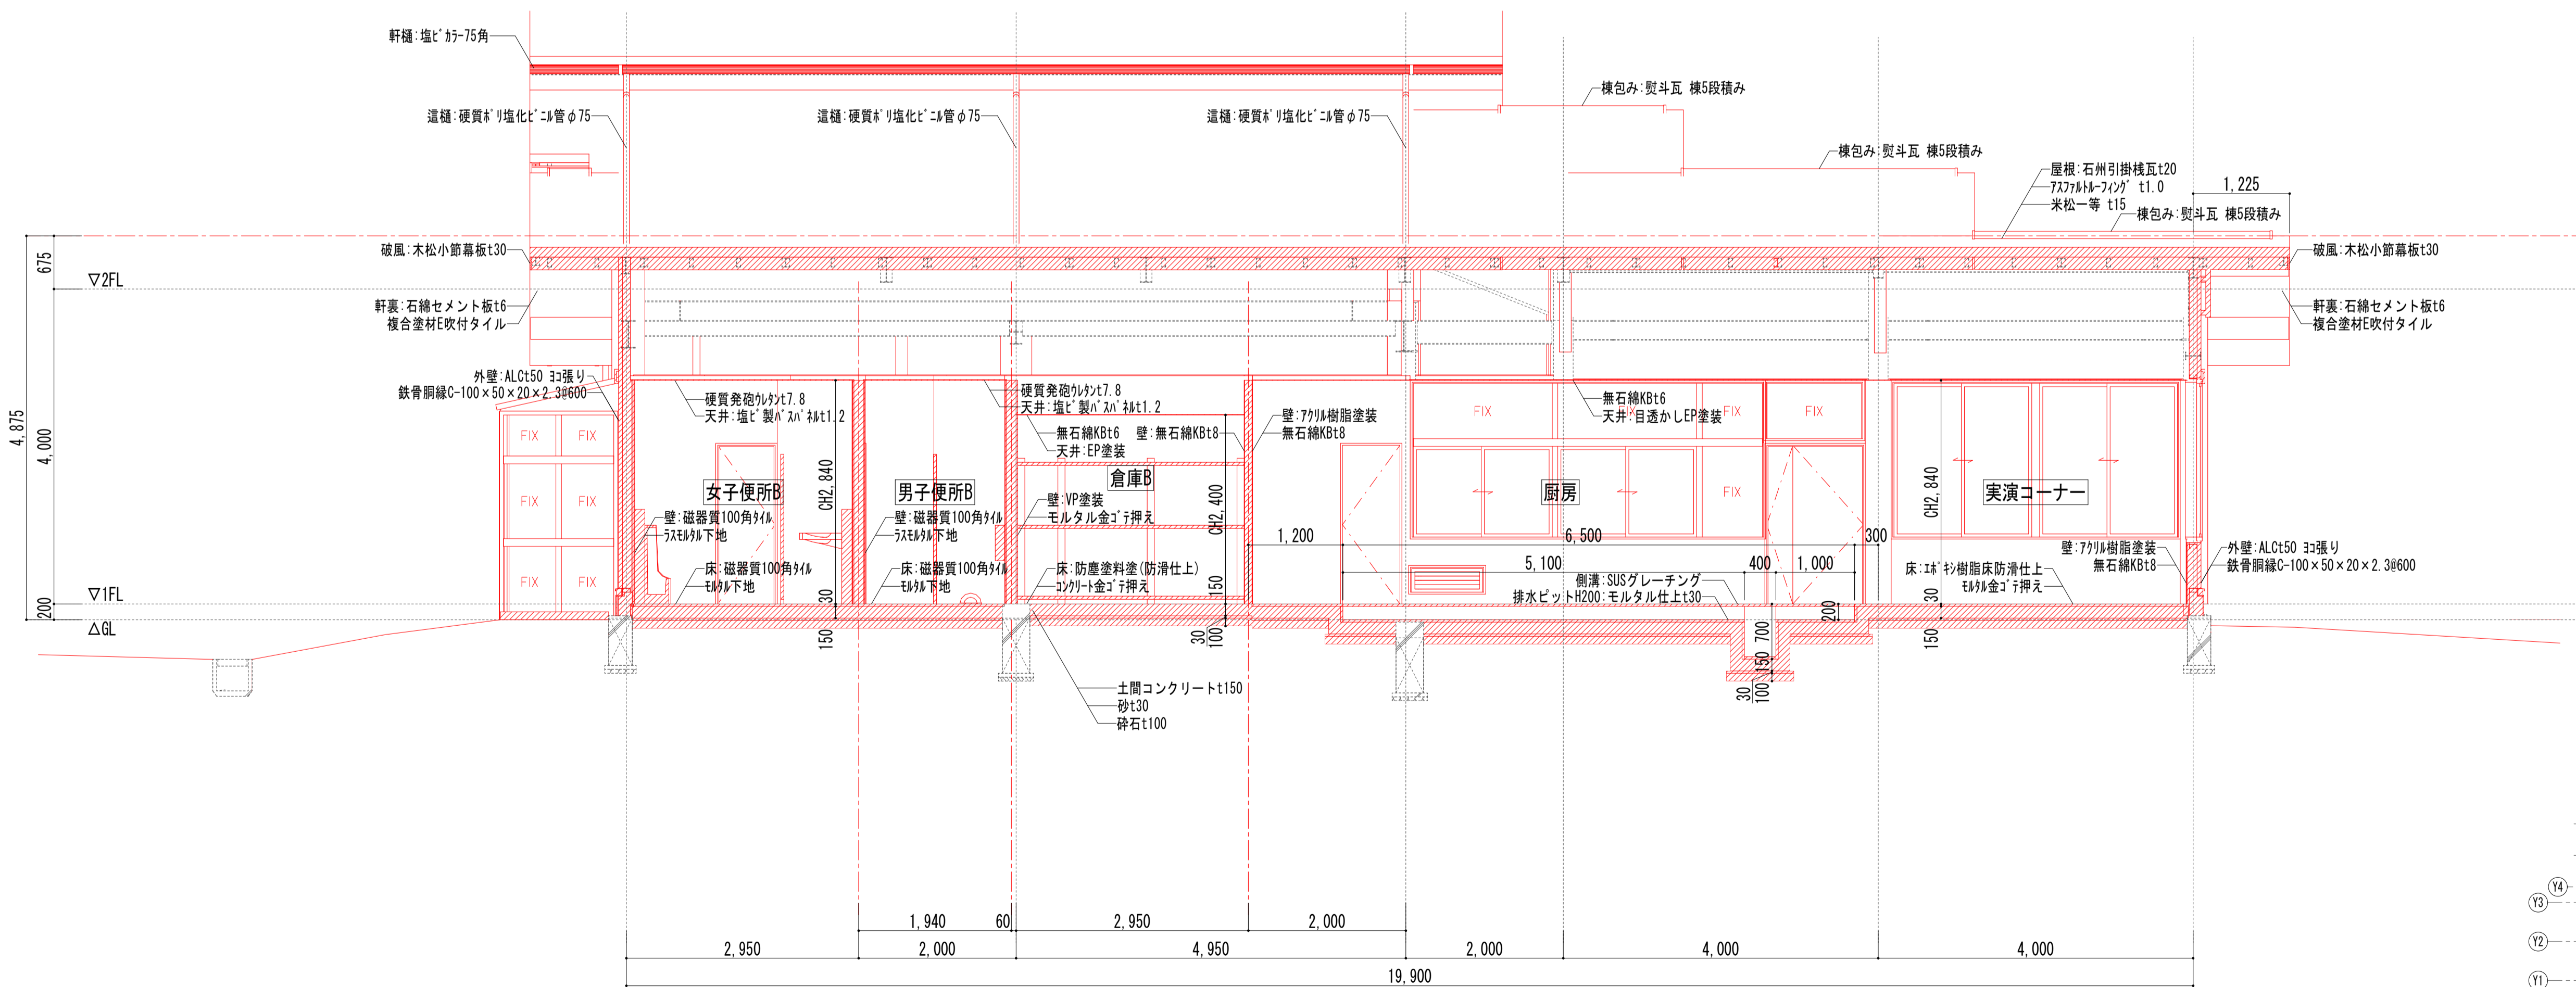 軒樋:塩ﾋﾞｶﾗｰ75角
這樋:硬質ﾎﾟﾘ塩化ﾋﾞﾆﾙ管φ75
這樋:硬質ﾎﾟﾘ塩化ﾋﾞﾆﾙ管φ75
這樋:硬質ﾎﾟﾘ塩化ﾋﾞﾆﾙ管φ75
棟包み:熨斗瓦 棟5段積み
棟包み:熨斗瓦 棟5段積み
屋根:石州引掛桟瓦t20
ｱｽﾌｧﾙﾄﾙｰﾌｨﾝｸﾞ t1.0
米松一等 t15
棟包み:熨斗瓦 棟5段積み
1,225
破風:木松小節幕板t30
破風:木松小節幕板t30
675
▽2FL
軒裏:石綿セメント板t6
複合塗材E吹付タイル
軒裏:石綿セメント板t6
複合塗材E吹付タイル
外壁:ALCt50 ﾖｺ張り
鉄骨胴縁C-100×50×20×2.3@600
硬質発砲ｳﾚﾀﾝt7.8
天井:塩ﾋﾞ製ﾊﾞｽﾊﾟﾈﾙt1.2
硬質発砲ｳﾚﾀﾝt7.8
天井:塩ﾋﾞ製ﾊﾞｽﾊﾟﾈﾙt1.2
無石綿KBt6
天井:EP塗装
壁:無石綿KBt8
壁:ｱｸﾘﾙ樹脂塗装
無石綿KBt8
無石綿KBt6
天井:目透かしEP塗装
FIX
FIX
FIX
FIX
FIX
FIX
FIX
FIX
FIX
FIX
FIX
4,875
4,000
200
CH2,840
CH2,400
CH2,840
女子便所B
男子便所B
倉庫B
厨房
実演コーナー
壁:磁器質100角ﾀｲﾙ
ﾗｽﾓﾙﾀﾙ下地
壁:磁器質100角ﾀｲﾙ
ﾗｽﾓﾙﾀﾙ下地
壁:VP塗装
モルタル金ｺﾞﾃ押え
1,200
6,500
300
5,100
400
1,000
床:磁器質100角ﾀｲﾙ
ﾓﾙﾀﾙ下地
床:磁器質100角ﾀｲﾙ
ﾓﾙﾀﾙ下地
床:防塵塗料塗(防滑仕上)
ｺﾝｸﾘｰﾄ金ｺﾞﾃ押え
側溝:SUSグレーチング
排水ピットH200:モルタル仕上t30
床:ｴﾎﾟｷｼ樹脂床防滑仕上
ﾓﾙﾀﾙ金ｺﾞﾃ押え
壁:ｱｸﾘﾙ樹脂塗装
無石綿KBt8
外壁:ALCt50 ﾖｺ張り
鉄骨胴縁C-100×50×20×2.3@600
▽1FL
△GL
30
150
150
30
100
200
700
150
30
100
30
150
土間コンクリートt150
砂t30
砕石t100
1,940
60
2,950
2,000
2,950
2,000
4,950
2,000
4,000
4,000
19,900
Y4
Y3
Y2
Y1